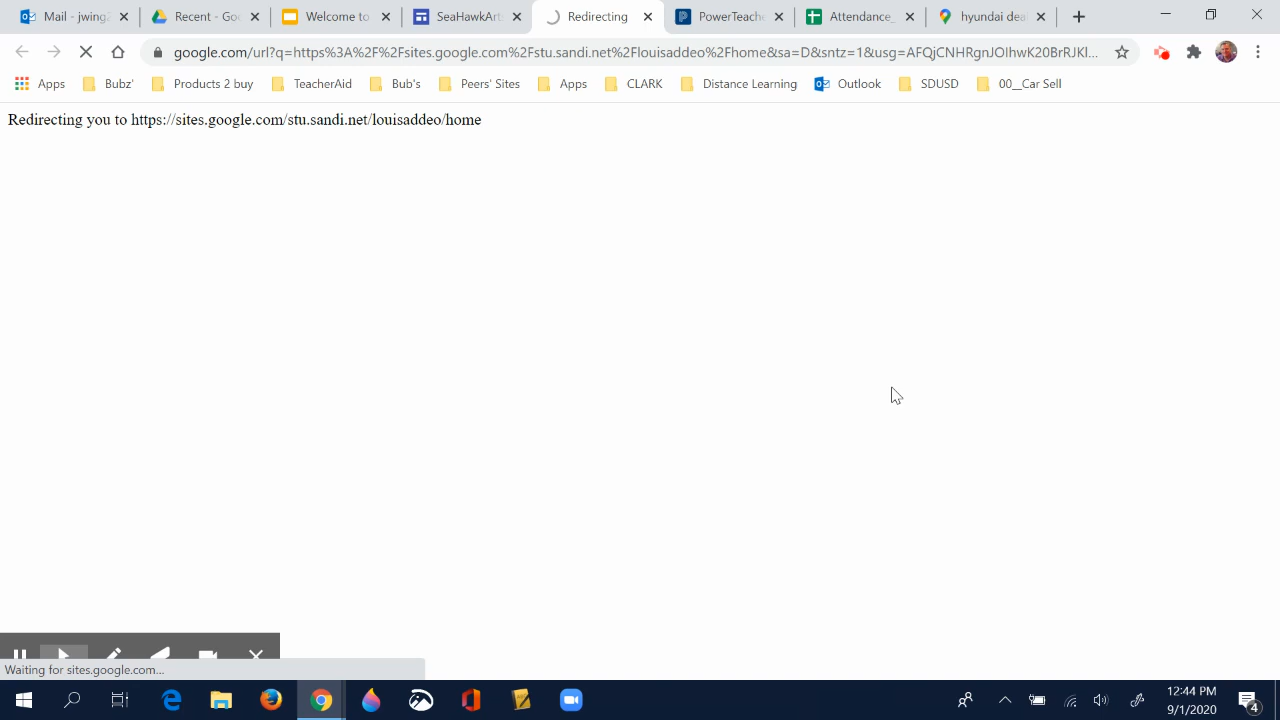 Mail - jwing
Recent - Go
Welcome to
SeaHawkArt
Redirecting
PowerTeach
Attendance_
hyundai dea
google.com/url?q=https%3A%2F%2Fsites.google.com%2Fstu.sandi.net%2Flouisaddeo%2Fhome&sa=D&sntz=1&usg=AFQjCNHRgnJOlhwK20BrRJKl...
Apps
Bubz'
Products 2 buy
TeacherAid
Bub's
Peers' Sites
Apps
CLARK
Distance Learning
Outlook
SDUSD
00__Car Sell
Redirecting you to https://sites.google.com/stu.sandi.net/louisaddeo/home
Waiting for sites.google.com...
12:44 PM
9/1/2020
4